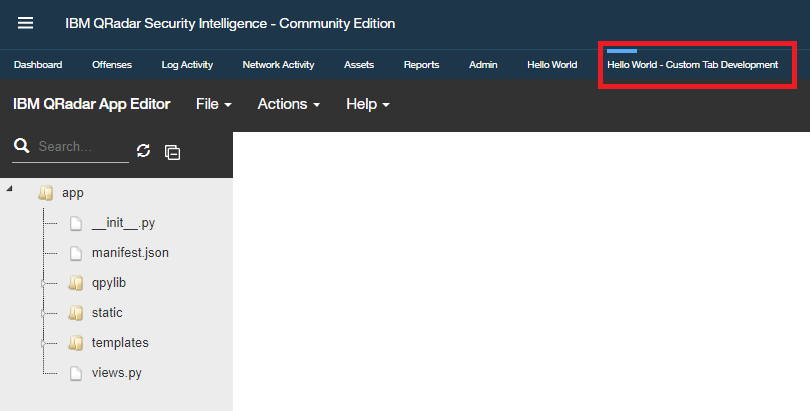 IBM QRadar Security Intelligence - Community Edition
Dashboard Offenses Log Activity Network Activity Assets Reports Admin Hello World Hello World - Custom Tab Development
IBM QRadar App Editor File Actions Help
Search...
app
__init__.py
manifest.json
qpylib
static
templates
views.py